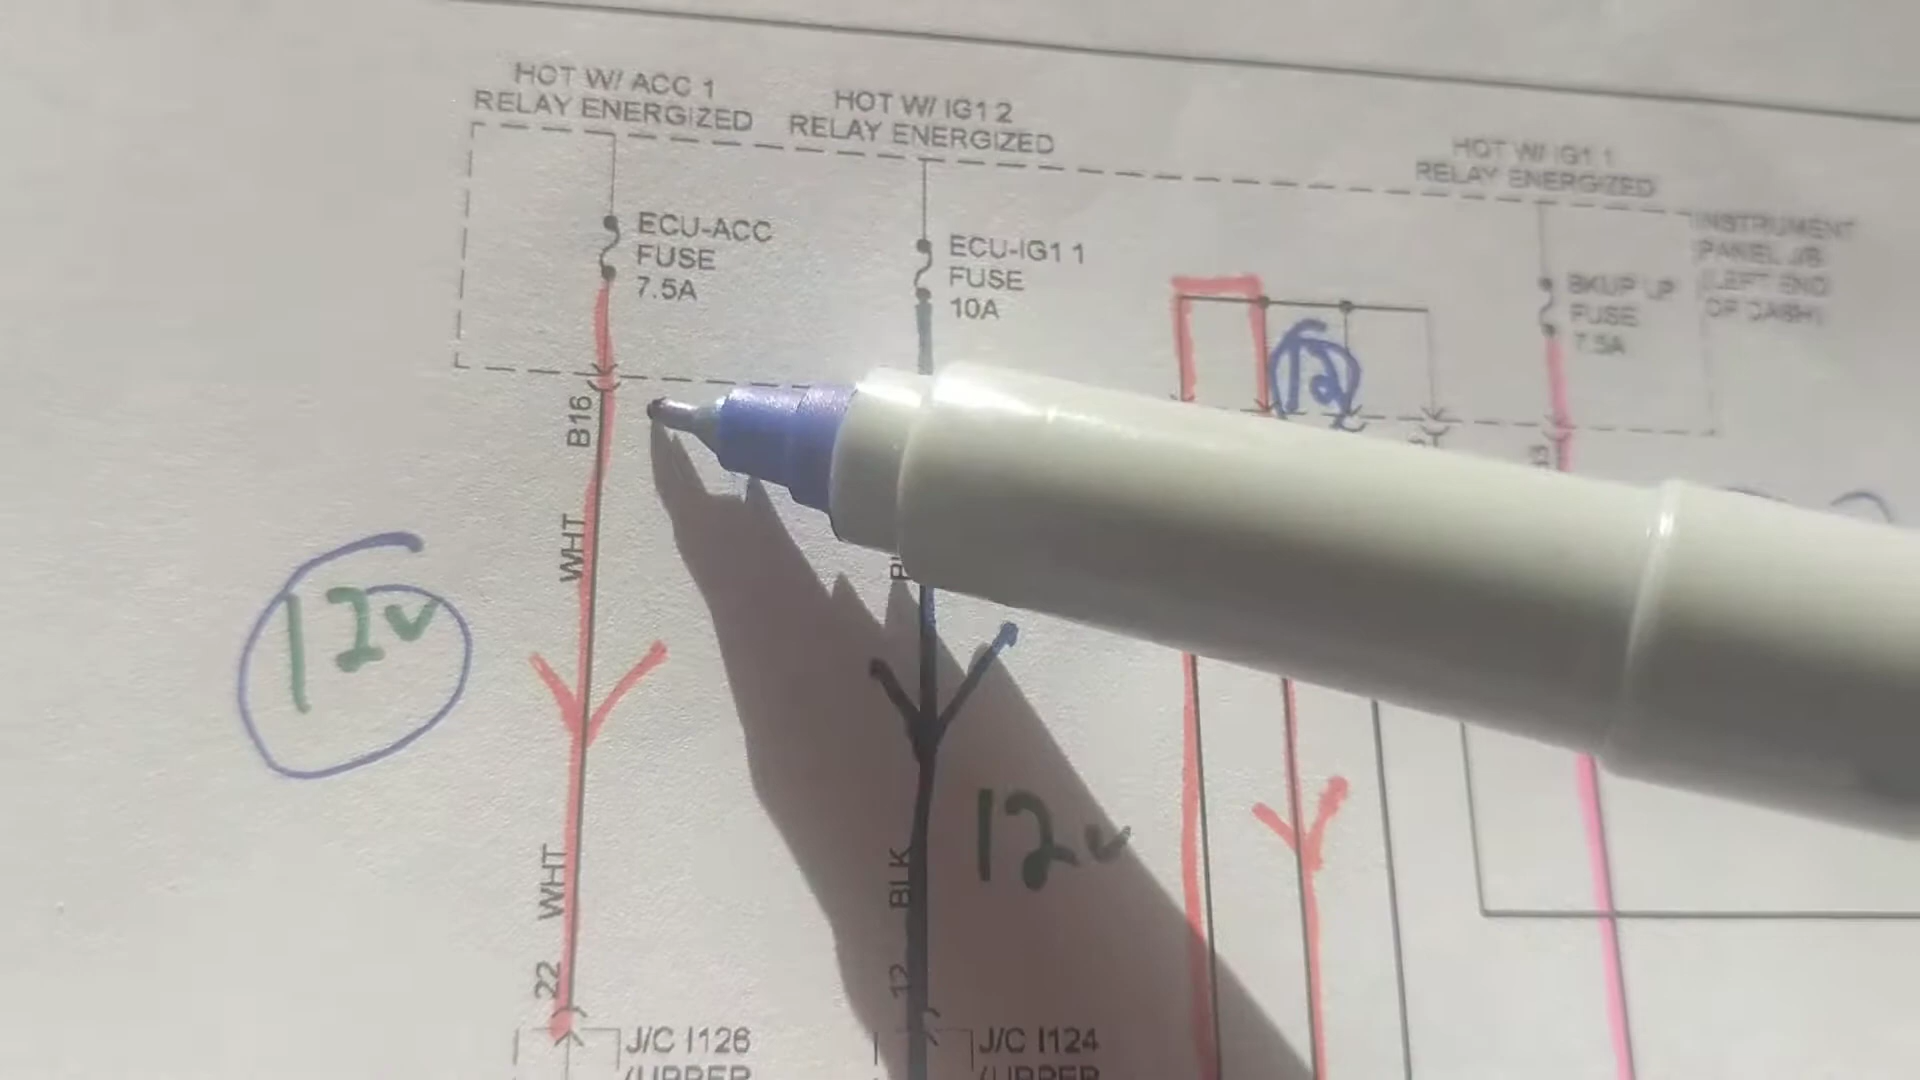 HOT W/ ACC 1
RELAY ENERGIZED
HOT W/ IG1 2
RELAY ENERGIZED
HOT W/ IG1 1
RELAY ENERGIZED
ECU-ACC
FUSE
7.5A
ECU-IG1 1
FUSE
10A
BKUP LP
FUSE
7.5A
INSTRUMENT
PANEL J/B
(LEFT END
OF DASH)
12
B16
WHT
12v
12v
WHT
BLK
22
12
J/C I126
(UPPER
J/C I124
(UPPER